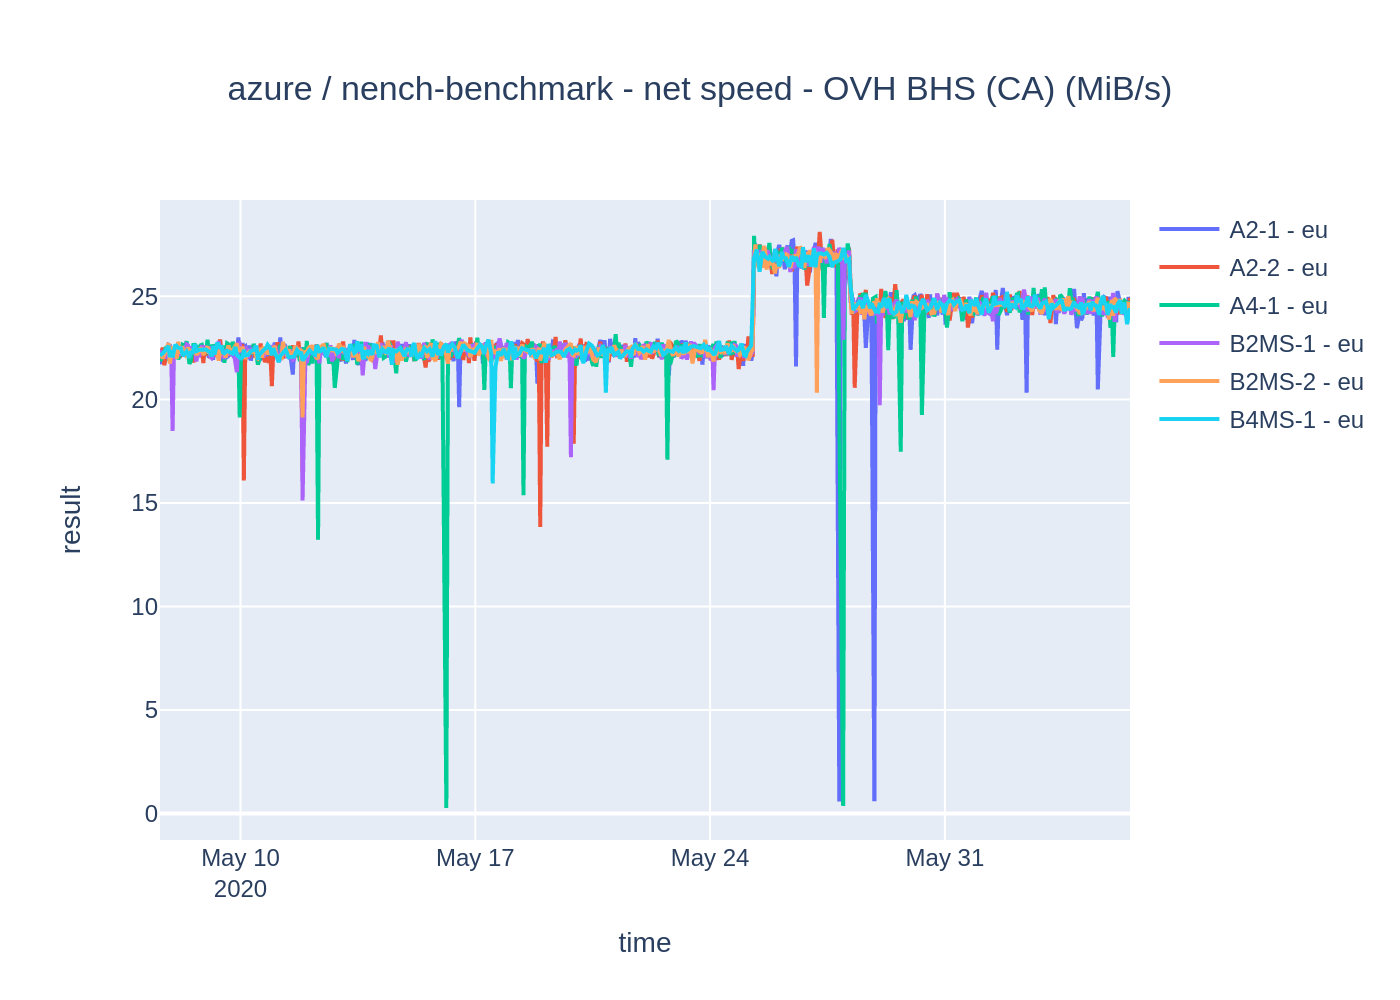 azure / nench-benchmark - net speed - OVH BHS (CA) (MiB/s)
A2-1 - eu
A2-2 - eu
A4-1 - eu
B2MS-1 - eu
B2MS-2 - eu
B4MS-1 - eu
25
20
15
10
5
0
result
May 10
2020
May 17
May 24
May 31
time